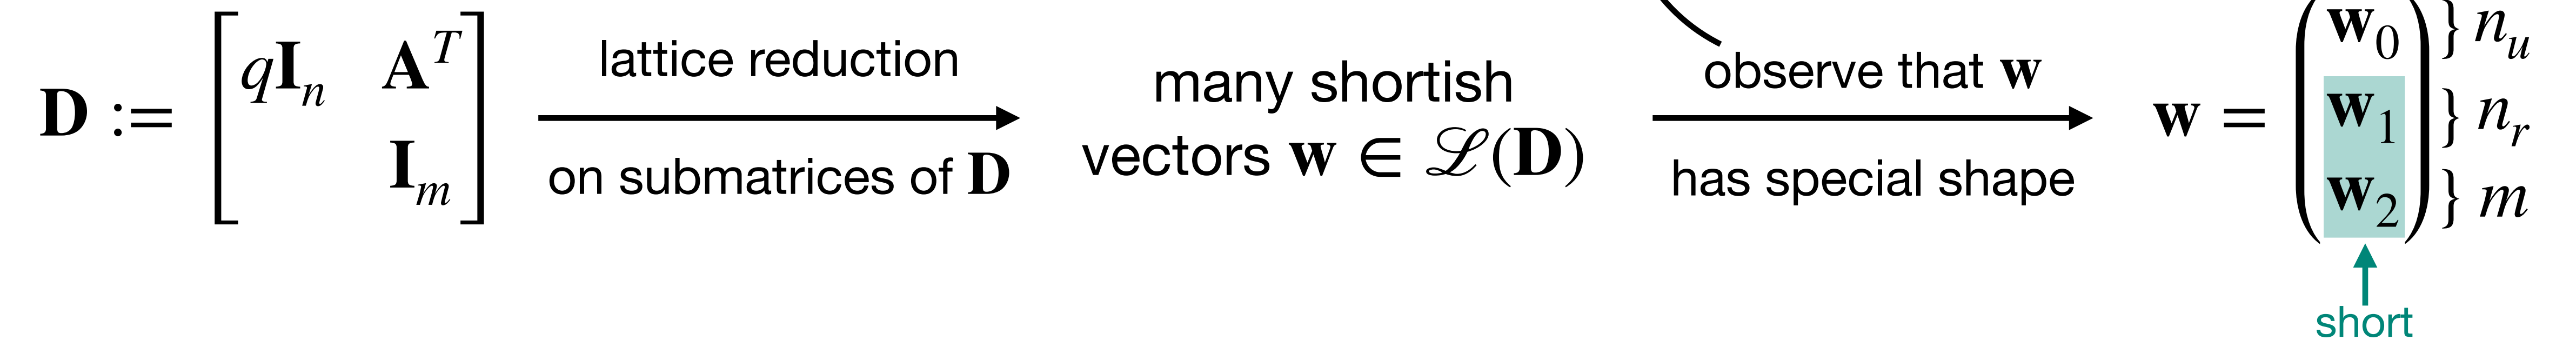 D := [ qI_n A^T
I_m ]
lattice reduction
on submatrices of D
many shortish
vectors w ∈ ℒ(D)
observe that w
has special shape
w = ( w_0 } n_u
w_1 } n_r
w_2 ) } m
short